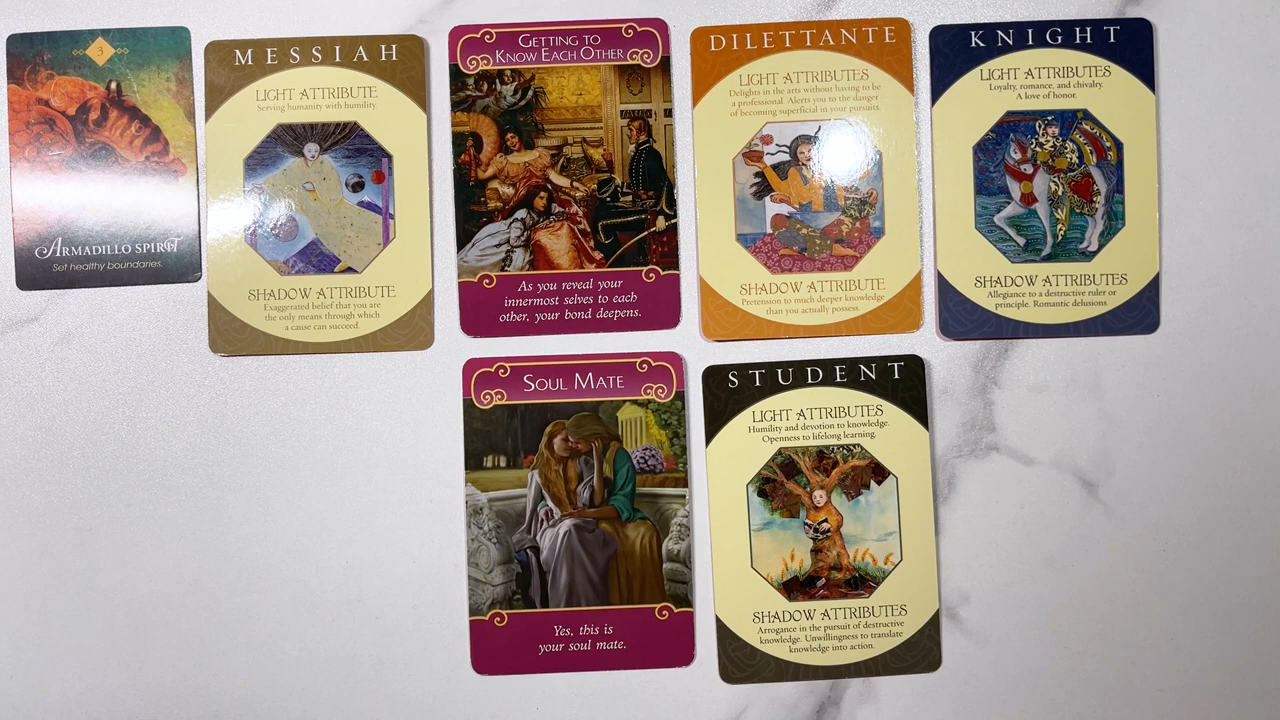 3
ARMADILLO SPIRIT
Set healthy boundaries.
MESSIAH
LIGHT ATTRIBUTE
Serving humanity with humility.
SHADOW ATTRIBUTE
Exaggerated belief that you are
the only means through which
a cause can succeed.
GETTING TO
KNOW EACH OTHER
As you reveal your
innermost selves to each
other, your bond deepens.
DILETTANTE
LIGHT ATTRIBUTES
Delights in the arts without having to be
a professional. Alerts you to the danger
of becoming superficial in your pursuits.
SHADOW ATTRIBUTE
Pretension to much deeper knowledge
than you actually possess.
KNIGHT
LIGHT ATTRIBUTES
Loyalty, romance, and chivalry.
A love of honor.
SHADOW ATTRIBUTES
Allegiance to a destructive ruler or
principle. Romantic delusions.
SOUL MATE
Yes, this is
your soul mate.
STUDENT
LIGHT ATTRIBUTES
Humility and devotion to knowledge.
Openness to lifelong learning.
SHADOW ATTRIBUTES
Arrogance in the pursuit of destructive
knowledge. Unwillingness to translate
knowledge into action.